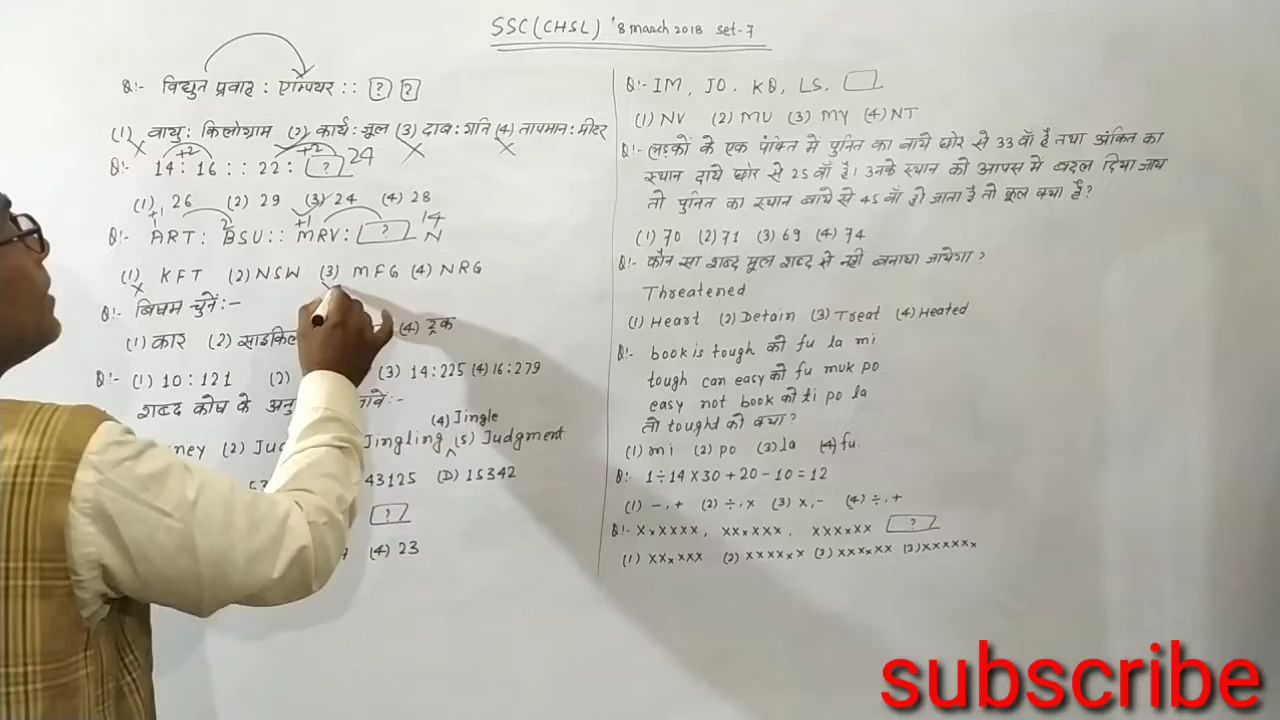 SSC (CHSL) '8 march 2018 set-7
Q:- विद्युत प्रवाह : एम्पियर : : ? ?
(1) वायु : किलोग्राम (2) कार्य : जूल (3) दाब : गति (4) तापमान : मीटर
+2 +2
Q:- 14 : 16 : : 22 : ? 24
(1) 26 (2) 29 (3) 24 (4) 28
+1 +1
Q:- ART : BSU : : MRV : ? 14 N
(1) KFT (2) NSW (3) MFG (4) NRG
Q:- विषम चुनें :-
(1) कार (2) साइकिल (4) ट्रक
Q:- (1) 10 : 121 (2) (3) 14 : 225 (4) 16 : 279
शब्द कोष के :-
(4) Jingle
Jingling (5) Judgment
43125 (D) 15342
?
(4) 23
Q:- IM, JO, KQ, LS,
(1) NV (2) MU (3) MY (4) NT
Q:- लड़कों के एक पंक्ति में पुनित का बाये छोर से 33 वाँ है तथा अंकित का
स्थान दाये छोर से 25 वाँ है। उनके स्थान को आपस मे बदल दिया जाय
तो पुनित का स्थान बाये से 45 वाँ हो जाता है तो कुल क्या है?
(1) 70 (2) 71 (3) 69 (4) 74
Q:- कौन सा शब्द मूल शब्द से नही बनाया जायेगा?
Threatened
(1) Heart (2) Detain (3) Treat (4) Heated
Q:- book is tough को fu la mi
tough can easy को fu muk po
easy not book को ti po la
तो tought को क्या?
(1) mi (2) po (3) la (4) fu
Q:- 1 ÷ 14 X 30 + 20 - 10 = 12
(1) -, + (2) ÷, x (3) x, - (4) ÷, +
Q:- XxXXXX, XXxXXX, XXXxXX ?
(1) XXxXXX (2) XXXXxX (3) XXXxXX (3) XXXXXx
subscribe